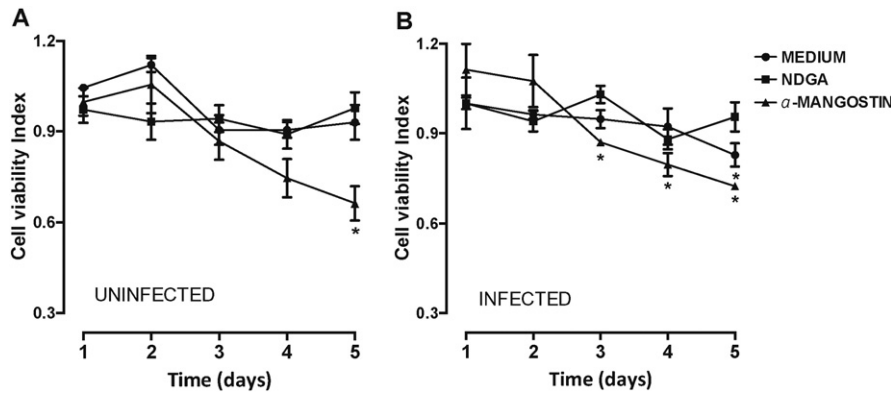 A
Cell viability Index
1.2
0.9
0.6
0.3
*
UNINFECTED
1 2 3 4 5
Time (days)
B
Cell viability Index
1.2
0.9
0.6
0.3
* * *
*
INFECTED
1 2 3 4 5
Time (days)
MEDIUM
NDGA
α-MANGOSTIN